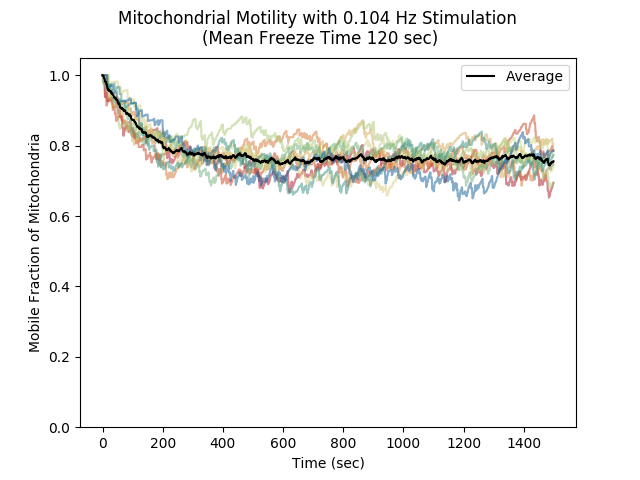 Mitochondrial Motility with 0.104 Hz Stimulation
(Mean Freeze Time 120 sec)
Average
Mobile Fraction of Mitochondria
1.0
0.8
0.6
0.4
0.2
0.0
0 200 400 600 800 1000 1200 1400
Time (sec)